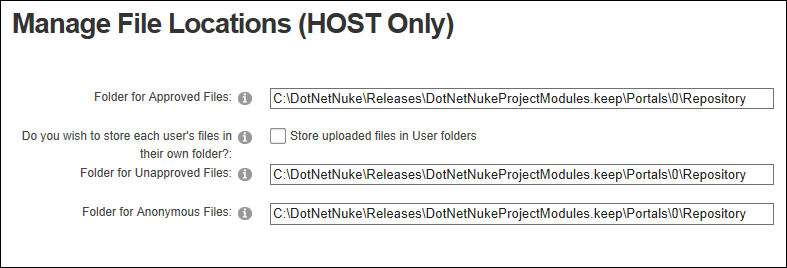 Manage File Locations (HOST Only)
Folder for Approved Files:
C:\DotNetNuke\Releases\DotNetNukeProjectModules.keep\Portals\0\Repository
Do you wish to store each user's files in
their own folder?:
Store uploaded files in User folders
Folder for Unapproved Files:
C:\DotNetNuke\Releases\DotNetNukeProjectModules.keep\Portals\0\Repository
Folder for Anonymous Files:
C:\DotNetNuke\Releases\DotNetNukeProjectModules.keep\Portals\0\Repository